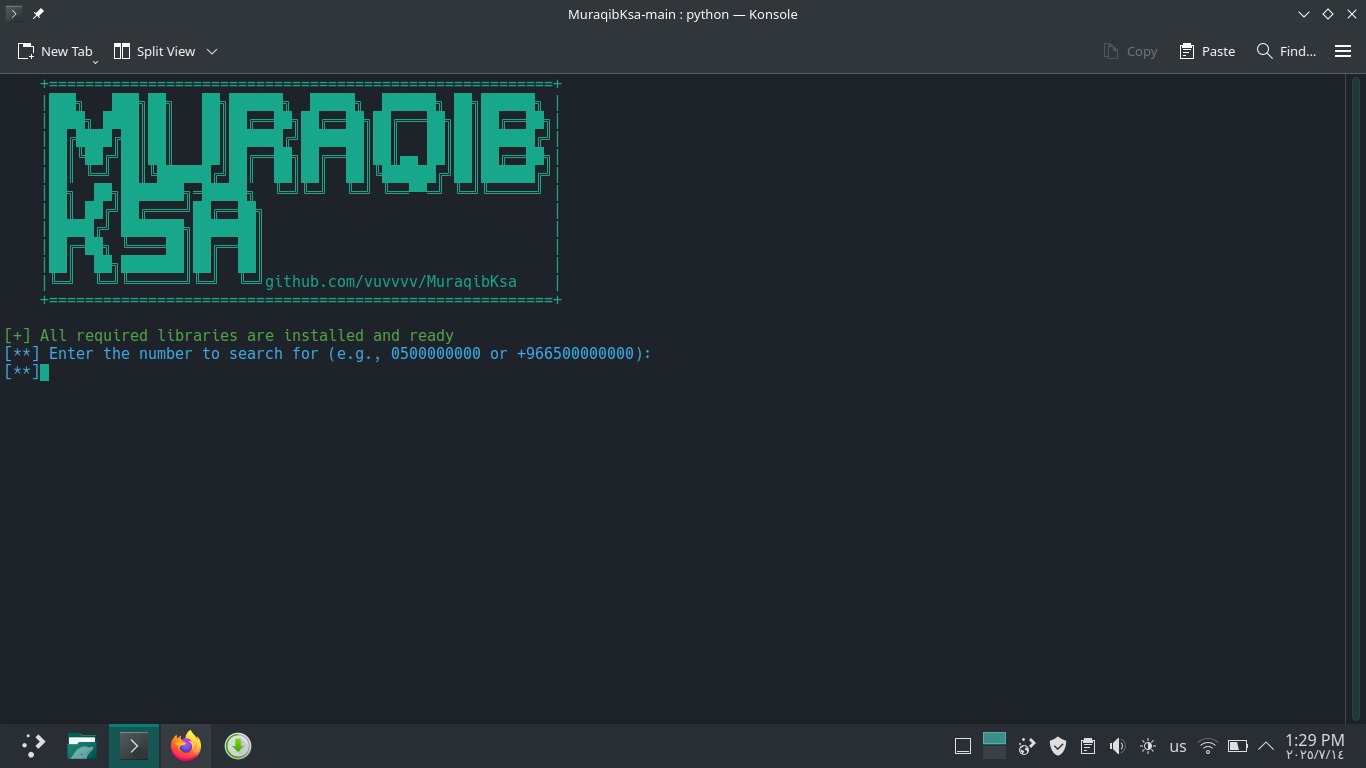 MuraqibKsa-main : python — Konsole
New Tab
Split View
Copy
Paste
Find...
MURAQIB
KSA
github.com/vuvvvv/MuraqibKsa
[+] All required libraries are installed and ready
[**] Enter the number to search for (e.g., 0500000000 or +966500000000):
[**]
us
1:29 PM
٢٠٢٥/٧/١٤